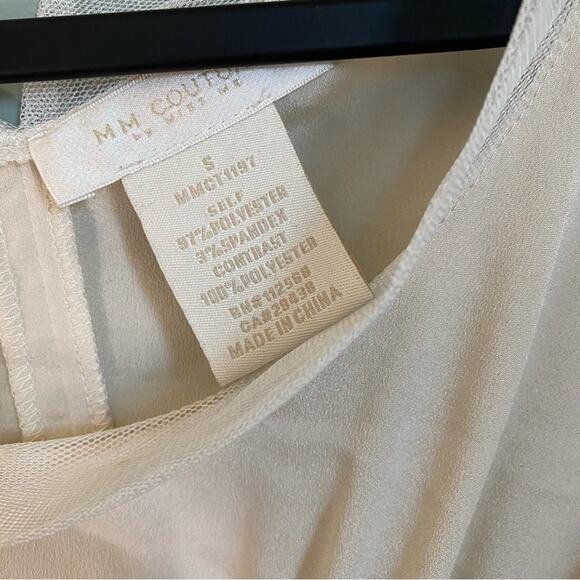 MM COUTURE
BY MISS ME
S
MMCT1197
SELF
97%POLYESTER
3%SPANDEX
CONTRAST
100%POLYESTER
RN#112968
CA#29438
MADE IN CHINA